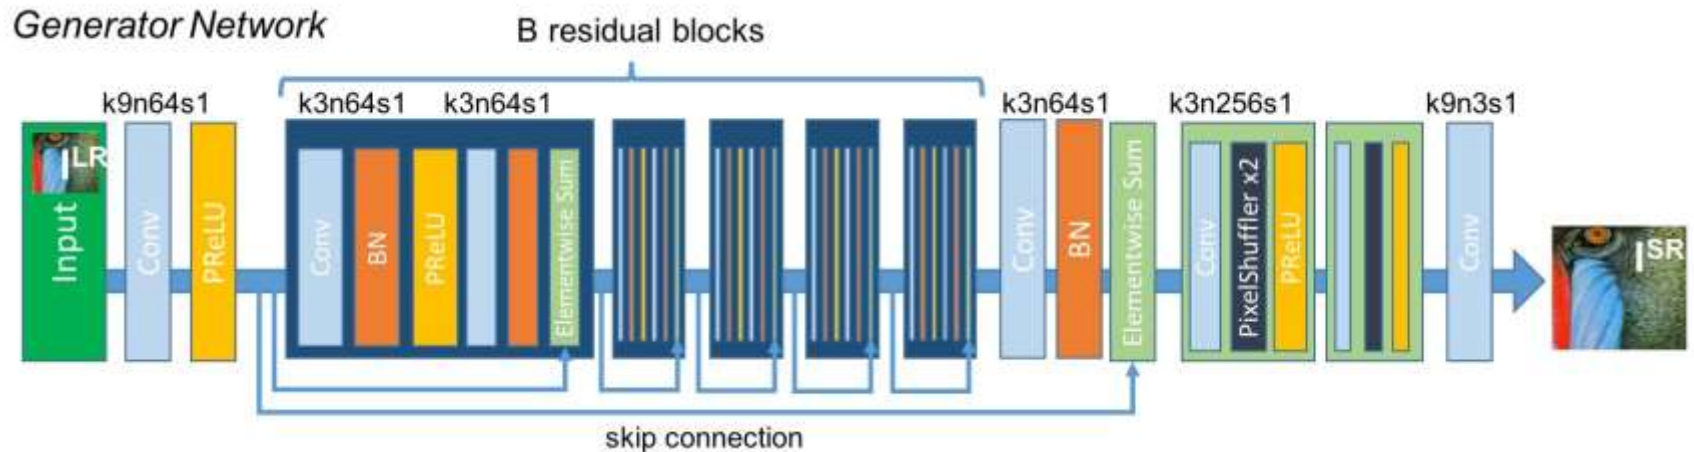 Generator Network
B residual blocks
k9n64s1
k3n64s1
k3n64s1
k3n64s1
k3n256s1
k9n3s1
I^LR
Input
Conv
PReLU
Conv
BN
PReLU
Elementwise Sum
Conv
BN
Elementwise Sum
Conv
PixelShuffler x2
PReLU
Conv
I^SR
skip connection